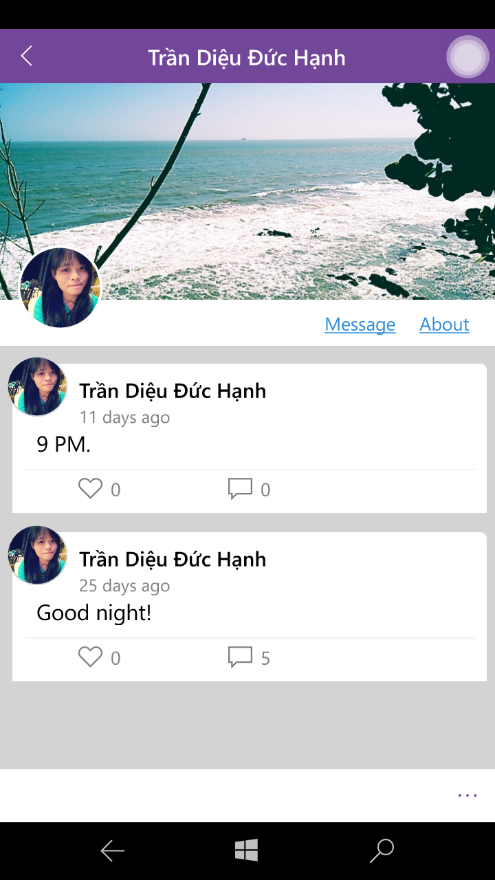 Trần Diệu Đức Hạnh
Message About
Trần Diệu Đức Hạnh
11 days ago
9 PM.
0 0
Trần Diệu Đức Hạnh
25 days ago
Good night!
0 5